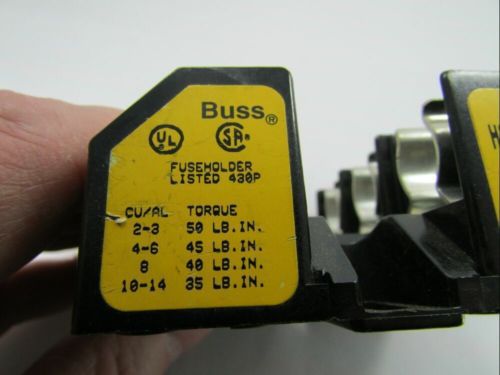 Buss®
UL ®
SA ®
FUSEHOLDER
LISTED 430P
CU/AL TORQUE
2-3 50 LB.IN.
4-6 45 LB.IN.
8 40 LB.IN.
10-14 35 LB.IN.
H